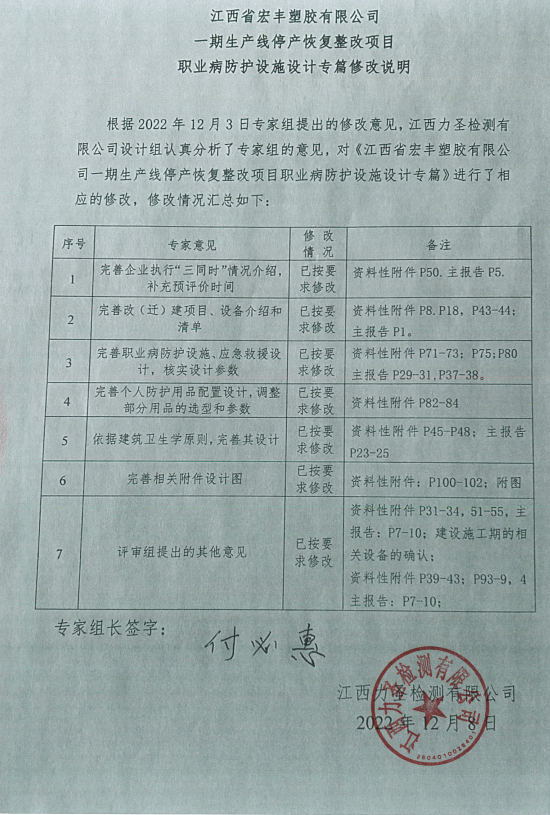 江西省宏丰塑胶有限公司
一期生产线停产恢复整改项目
职业病防护设施设计专篇修改说明
根据 2022 年 12 月 3 日专家组提出的修改意见，江西力圣检测有
限公司设计组认真分析了专家组的意见，对《江西省宏丰塑胶有限公
司一期生产线停产恢复整改项目职业病防护设施设计专篇》进行了相
应的修改，修改情况汇总如下：
序号 专家意见 修 改 情 况 备注
1 完善企业执行“三同时”情况介绍，
补充预评价时间
已按要
求修改
资料性附件 P50. 主报告 P5.
2 完善改（迁）建项目、设备介绍和
清单
已按要
求修改
资料性附件 P8. P18， P43-44；
主报告 P1。
3 完善职业病防护设施、应急救援设
计，核实设计参数
已按要
求修改
资料性附件 P71-73； P75；P80
主报告 P29-31, P37-38。
4 完善个人防护用品配置设计，调整
部分用品的选型和参数
已按要
求修改
资料性附件 P82-84
5 依据建筑卫生学原则，完善其设计
已按要
求修改
资料性附件 P45-P48； 主报告
P23-25
6 完善相关附件设计图
已按要
求修改
资料性附件：P100-102；附图
7 评审组提出的其他意见
已按要
求修改
资料性附件 P31-34，51-55，主
报告：P7-10；建设施工期的相
关设备的确认；
资料性附件 P39-43；P93-9，4
主报告：P7-10；
专家组长签字：
付必惠
江西力圣检测有限公司
2022 年 12 月 8 日
江西力圣检测有限公司